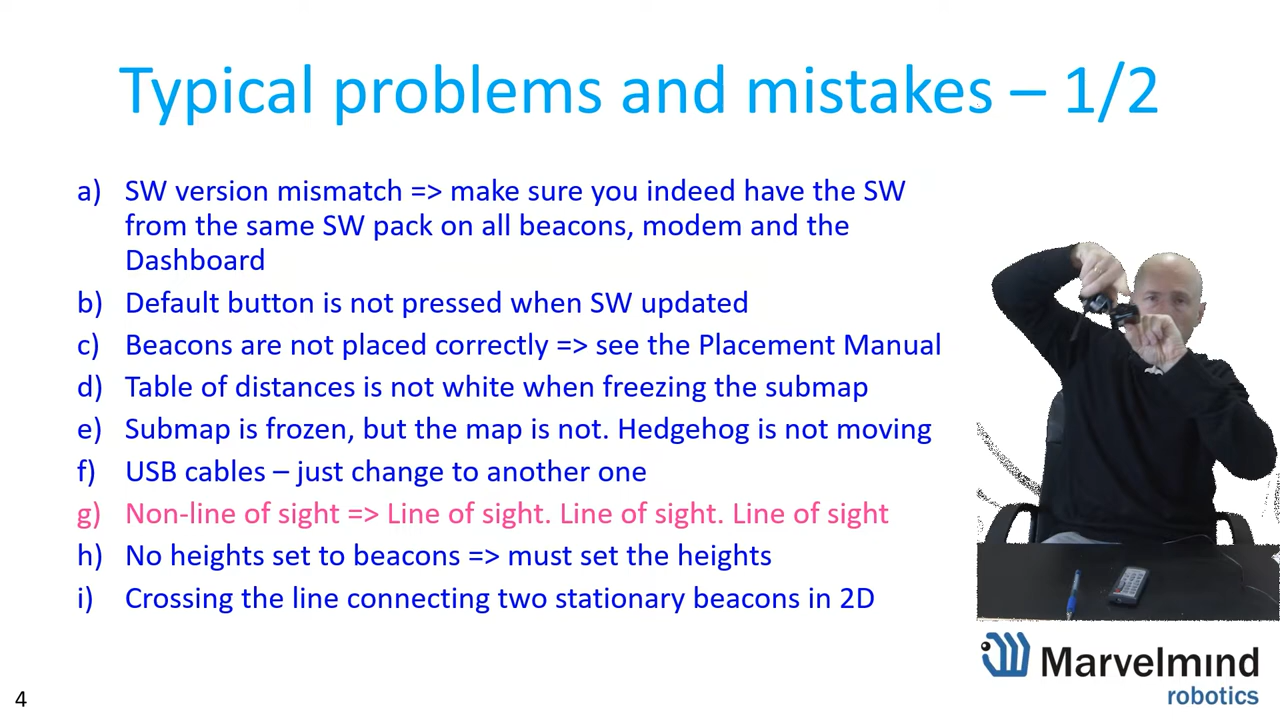 Typical problems and mistakes – 1/2
a) SW version mismatch => make sure you indeed have the SW
from the same SW pack on all beacons, modem and the
Dashboard
b) Default button is not pressed when SW updated
c) Beacons are not placed correctly => see the Placement Manual
d) Table of distances is not white when freezing the submap
e) Submap is frozen, but the map is not. Hedgehog is not moving
f) USB cables – just change to another one
g) Non-line of sight => Line of sight. Line of sight. Line of sight
h) No heights set to beacons => must set the heights
i) Crossing the line connecting two stationary beacons in 2D
Marvelmind
robotics
4